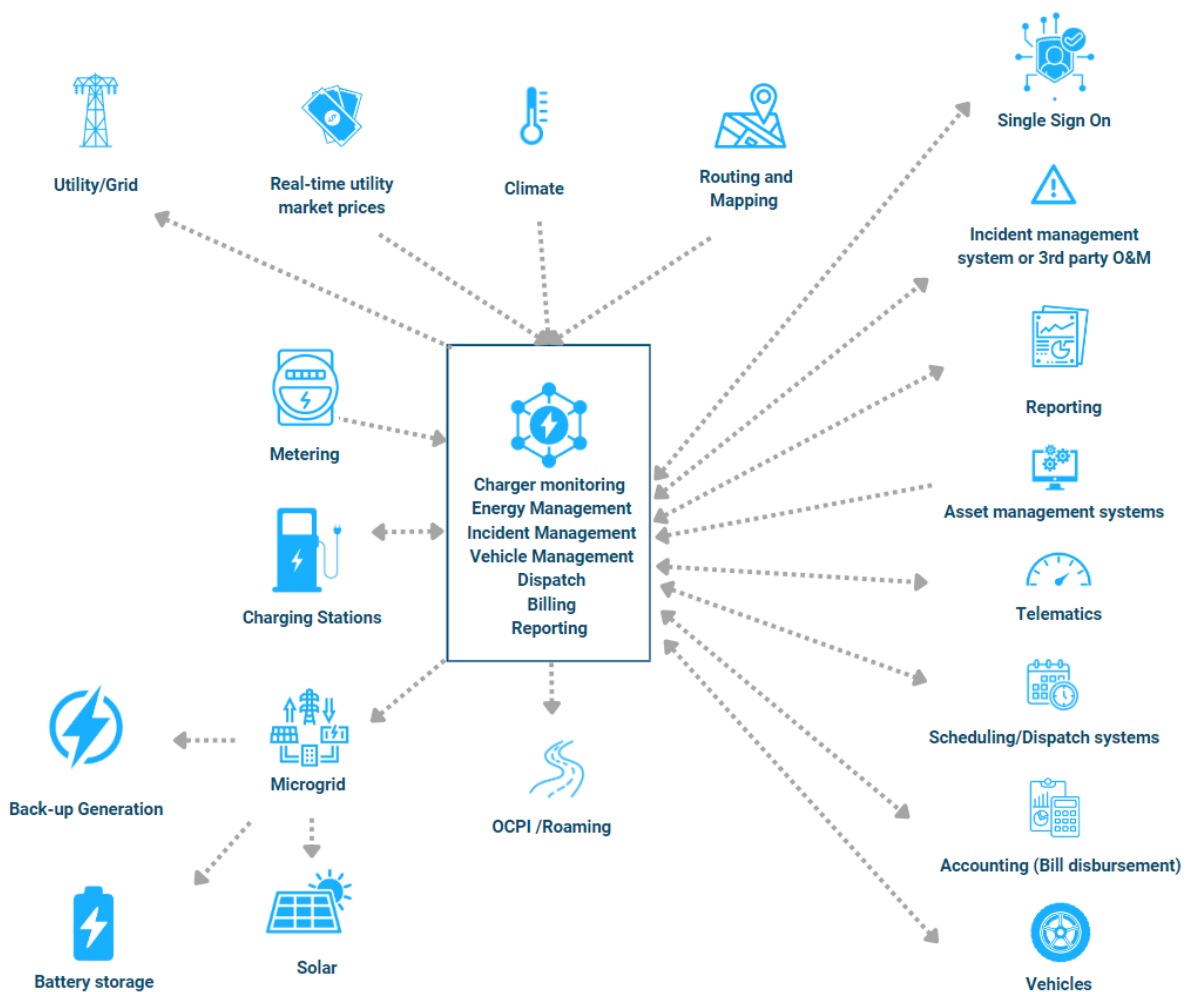 Utility/Grid
Real-time utility
market prices
Climate
Routing and
Mapping
Single Sign On
Incident management
system or 3rd party O&M
Reporting
Asset management systems
Telematics
Scheduling/Dispatch systems
Accounting (Bill disbursement)
Vehicles
Metering
Charging Stations
Charger monitoring
Energy Management
Incident Management
Vehicle Management
Dispatch
Billing
Reporting
Microgrid
Back-up Generation
Battery storage
Solar
OCPI /Roaming